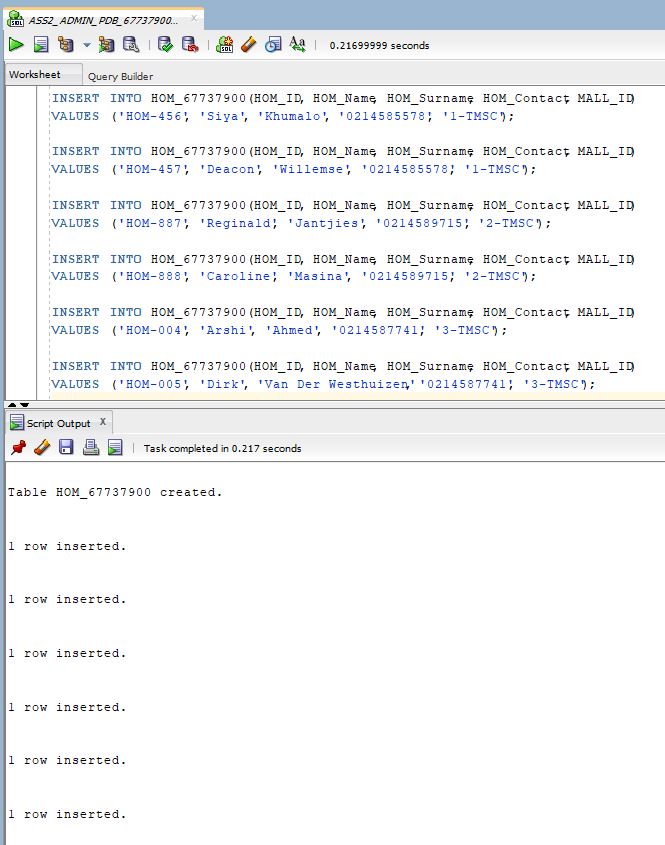 ASS2_ADMIN_PDB_67737900...
SQL
0.21699999 seconds
Worksheet Query Builder
INSERT INTO HOM_67737900(HOM_ID, HOM_Name, HOM_Surname, HOM_Contact, MALL_ID)
VALUES ('HOM-456', 'Siya', 'Khumalo', '0214585578', '1-TMSC');
INSERT INTO HOM_67737900(HOM_ID, HOM_Name, HOM_Surname, HOM_Contact, MALL_ID)
VALUES ('HOM-457', 'Deacon', 'Willemse', '0214585578', '1-TMSC');
INSERT INTO HOM_67737900(HOM_ID, HOM_Name, HOM_Surname, HOM_Contact, MALL_ID)
VALUES ('HOM-887', 'Reginald', 'Jantjies', '0214589715', '2-TMSC');
INSERT INTO HOM_67737900(HOM_ID, HOM_Name, HOM_Surname, HOM_Contact, MALL_ID)
VALUES ('HOM-888', 'Caroline', 'Masina', '0214589715', '2-TMSC');
INSERT INTO HOM_67737900(HOM_ID, HOM_Name, HOM_Surname, HOM_Contact, MALL_ID)
VALUES ('HOM-004', 'Arshi', 'Ahmed', '0214587741', '3-TMSC');
INSERT INTO HOM_67737900(HOM_ID, HOM_Name, HOM_Surname, HOM_Contact, MALL_ID)
VALUES ('HOM-005', 'Dirk', 'Van Der Westhuizen', '0214587741', '3-TMSC');
Script Output x
Task completed in 0.217 seconds
Table HOM_67737900 created.
1 row inserted.
1 row inserted.
1 row inserted.
1 row inserted.
1 row inserted.
1 row inserted.